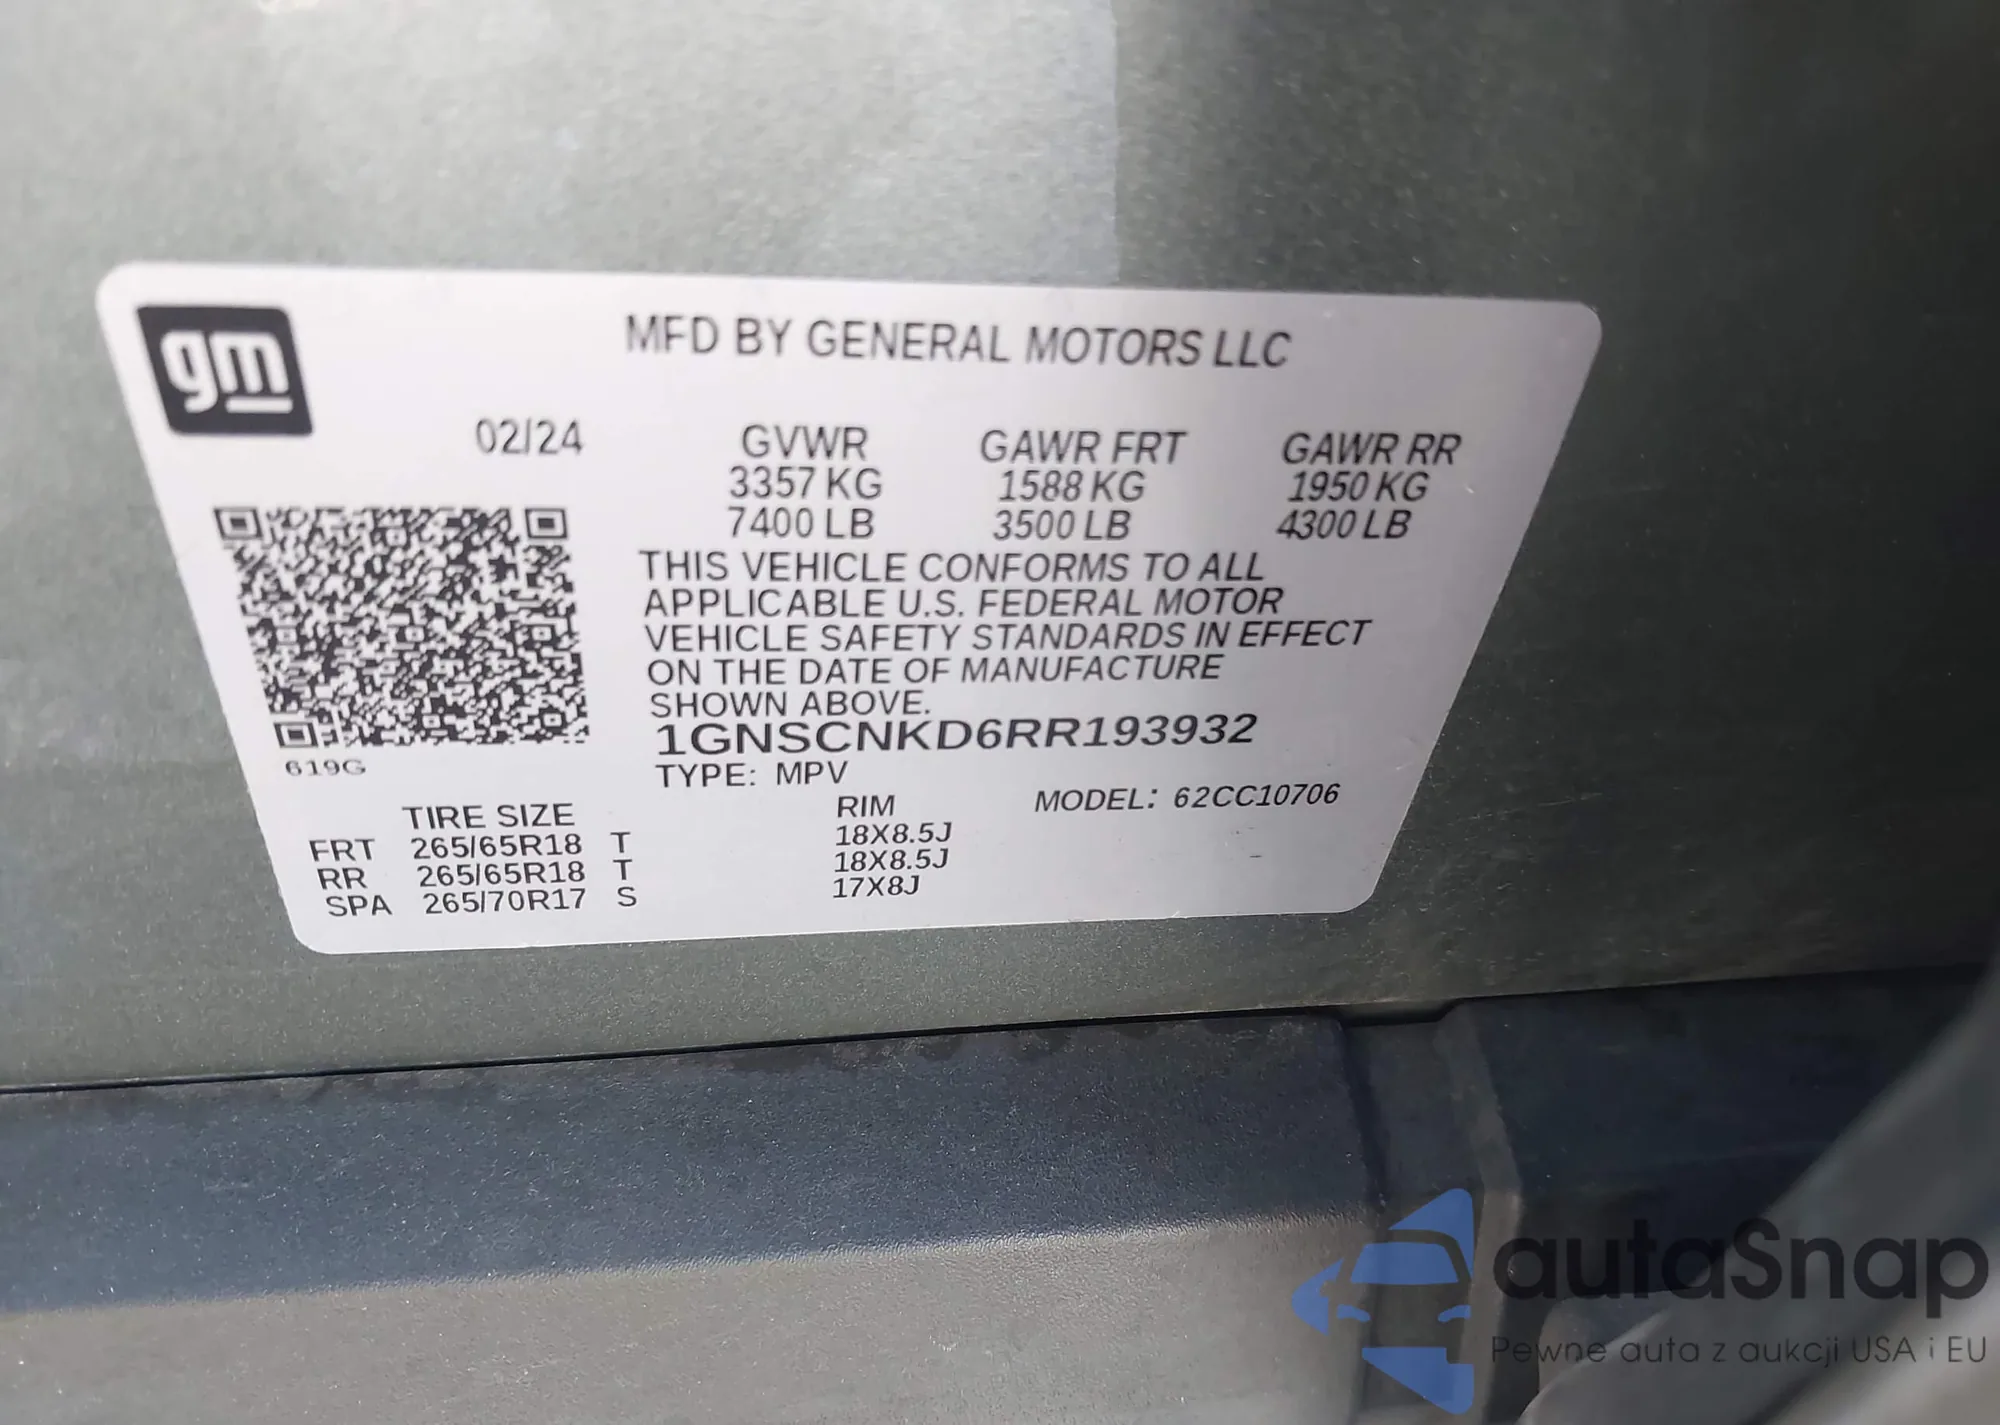 gm
MFD BY GENERAL MOTORS LLC
02/24 GVWR GAWR FRT GAWR RR
3357 KG 1588 KG 1950 KG
7400 LB 3500 LB 4300 LB
THIS VEHICLE CONFORMS TO ALL
APPLICABLE U.S. FEDERAL MOTOR
VEHICLE SAFETY STANDARDS IN EFFECT
ON THE DATE OF MANUFACTURE
SHOWN ABOVE.
1GNSCNKD6RR193932
619G
TYPE: MPV
MODEL: 62CC10706
TIRE SIZE RIM
FRT 265/65R18 T 18X8.5J
RR 265/65R18 T 18X8.5J
SPA 265/70R17 S 17X8J
autaSnap
Pewne auta z aukcji USA i EU